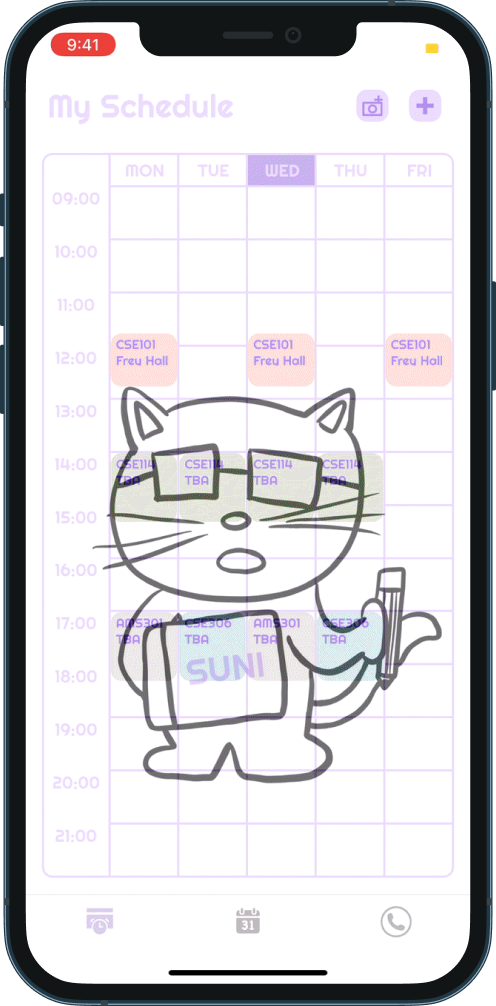 9:41
My Schedule
MON TUE WED THU FRI
09:00
10:00
11:00
CSE101 CSE101 CSE101
12:00 Frey Hall Frey Hall Frey Hall
13:00
14:00 CSE114 CSE114 CSE114 CSE114
TBA TBA TBA TBA
15:00
16:00
17:00 AMS301 CSE306 AMS301 CSE306
TBA TBA TBA TBA
18:00 SUNI
19:00
20:00
21:00
31